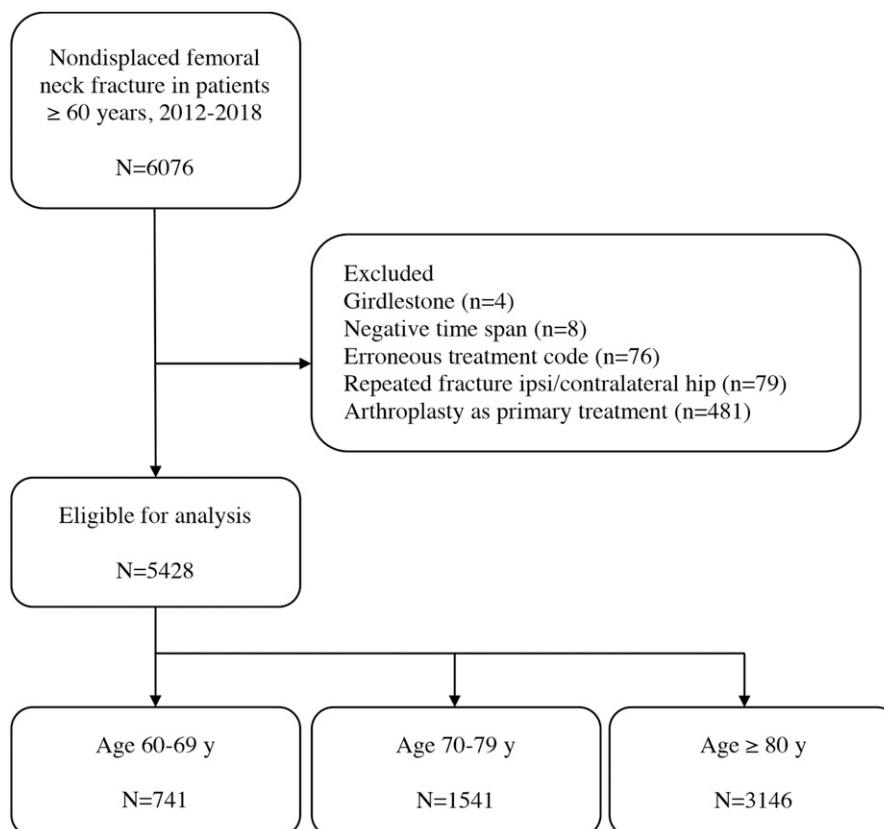 Nondisplaced femoral
neck fracture in patients
≥ 60 years, 2012-2018
N=6076
Excluded
Girdlestone (n=4)
Negative time span (n=8)
Erroneous treatment code (n=76)
Repeated fracture ipsi/contralateral hip (n=79)
Arthroplasty as primary treatment (n=481)
Eligible for analysis
N=5428
Age 60-69 y
N=741
Age 70-79 y
N=1541
Age ≥ 80 y
N=3146